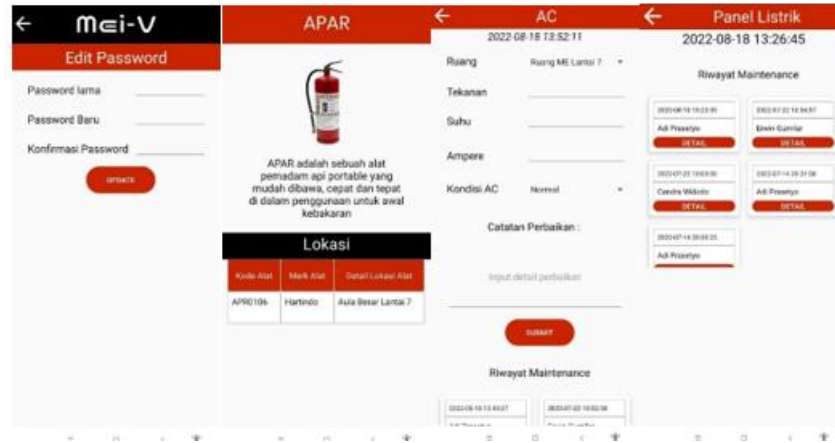 Mei-V
Edit Password
Password lama
Password Baru
Konfirmasi Password
UPDATE
APAR
APAR adalah sebuah alat
pemadam api portable yang
mudah dibawa, cepat dan tepat
di dalam penggunaan untuk awal
kebakaran
Lokasi
Kode Alat Merk Alat Detail Lokasi Alat
APR0106 Hartindo Aula Besar Lantai 7
AC
2022-08-18 13:52:11
Ruang Ruang ME Lantai 7
Tekanan
Suhu
Ampere
Kondisi AC Normal
Catatan Perbaikan :
Input detail perbaikan
SUBMIT
Riwayat Maintenance
Panel Listrik
2022-08-18 13:26:45
Riwayat Maintenance
Adi Prasetyo
DETAIL
Erwin Gumilar
DETAIL
Candra Widodo
DETAIL
Adi Prasetyo
DETAIL
Adi Prasetyo